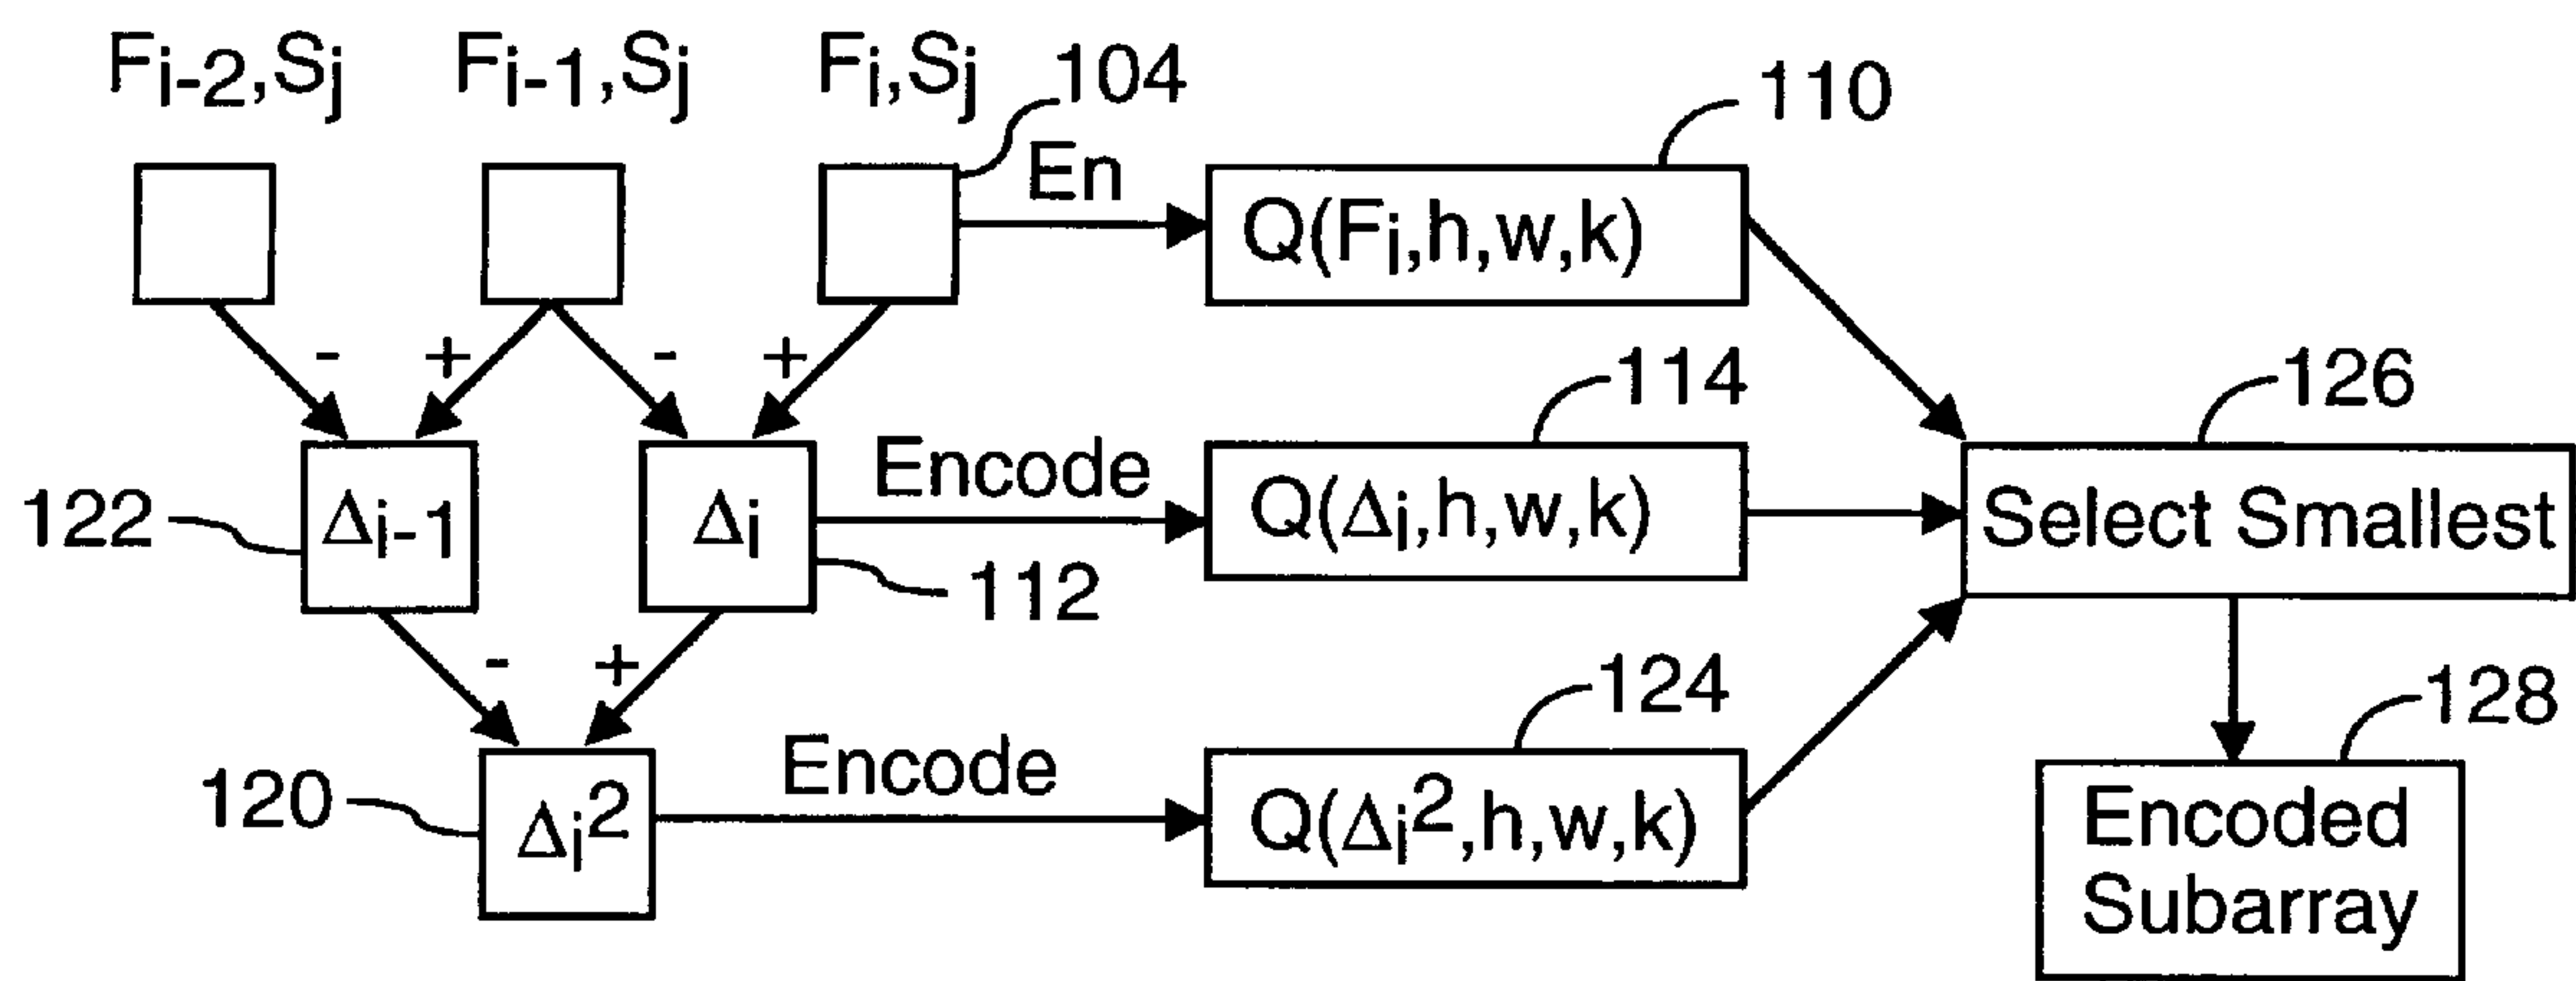 Fi-2,Sj Fi-1,Sj Fi,Sj 104 110
En Q(Fi,h,w,k)
- + - + 114 126
122 Δi-1 Δi Encode Q(Δi,h,w,k) Select Smallest
112
- + 124 128
120 Δi2 Encode Q(Δi2,h,w,k) Encoded
Subarray